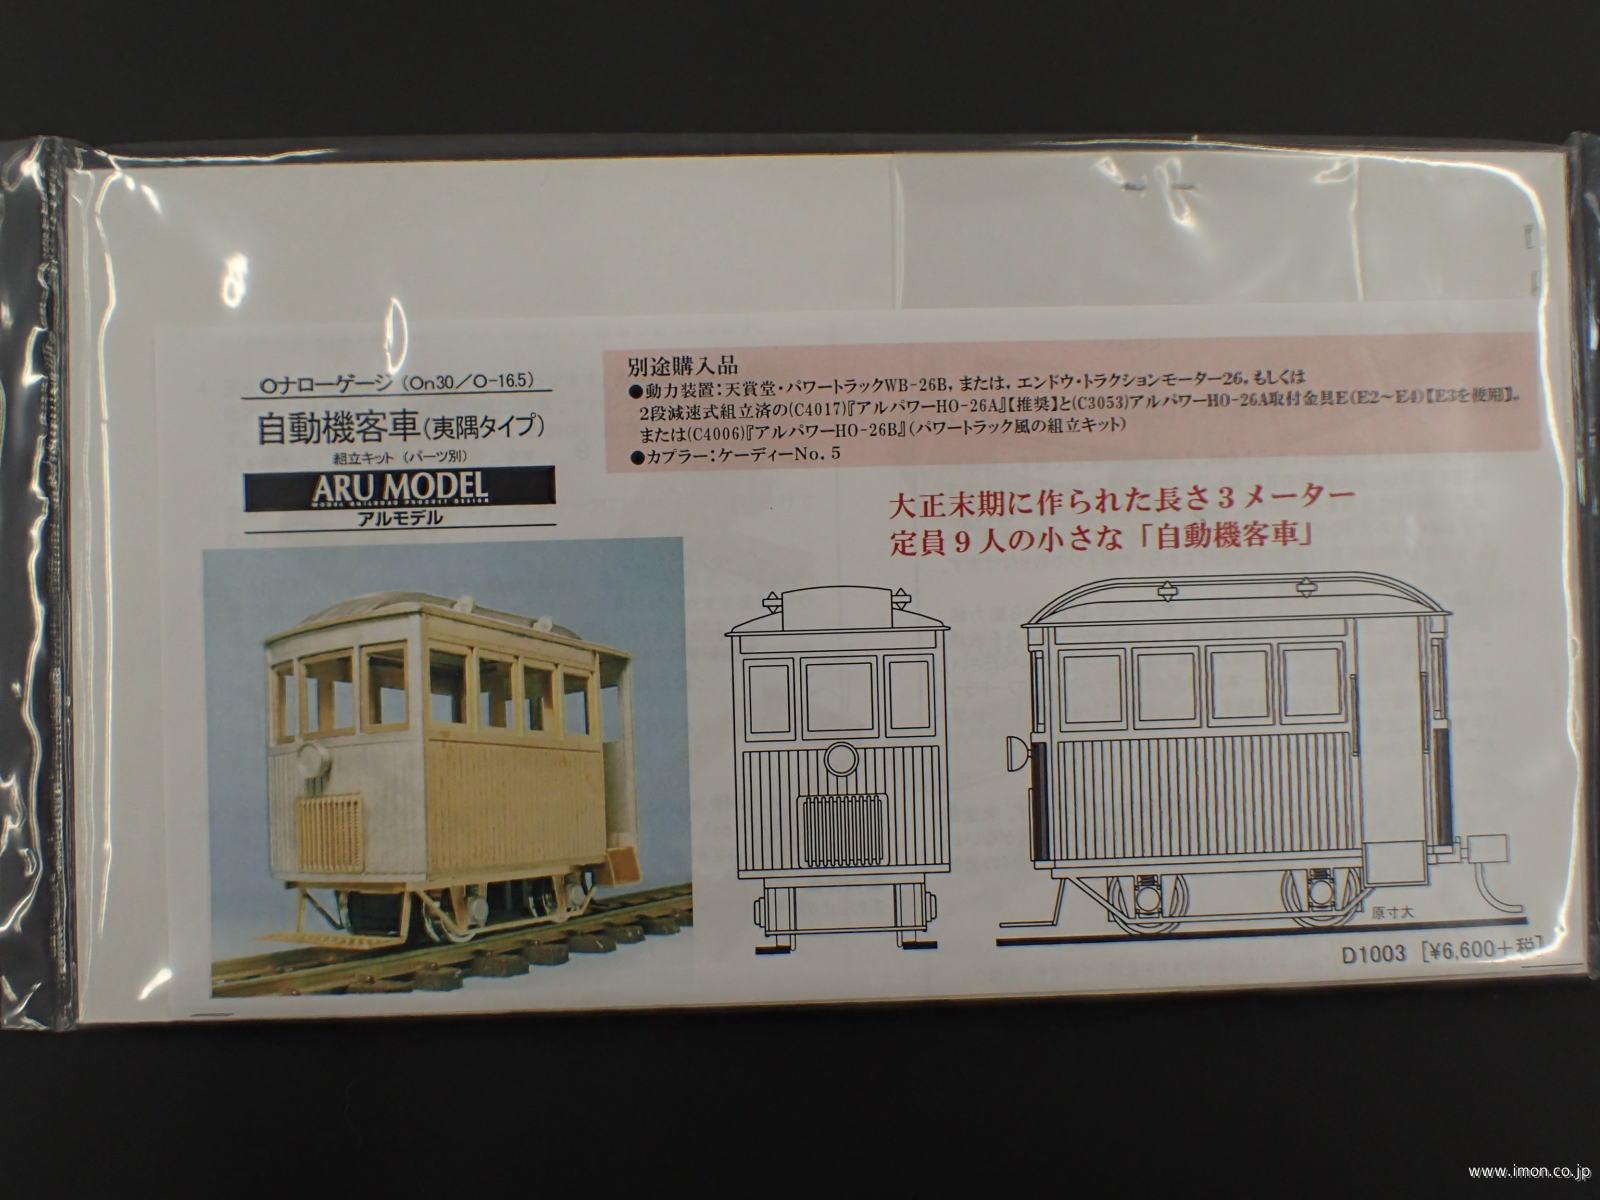 Oナローゲージ（On30／O-16.5）
自動機客車（夷隅タイプ）
組立キット（パーツ別）
ARU MODEL
MODEL RAILROAD PRODUCT DESIGN
アルモデル
別途購入品
●動力装置：天賞堂・パワートラックWB-26B，または，エンドウ・トラクションモーター26，もしくは
2段減速式組立済の(C4017)『アルパワーHO-26A』【推奨】と(C3053)アルパワーHO-26A取付金具E(E2～E4)【E3を使用】。
または(C4006)『アルパワーHO-26B』(パワートラック風の組立キット)
●カプラー：ケーディーNo.5
大正末期に作られた長さ3メーター
定員9人の小さな「自動機客車」
原寸大
D1003 [¥6,600＋税]
www.imon.co.jp